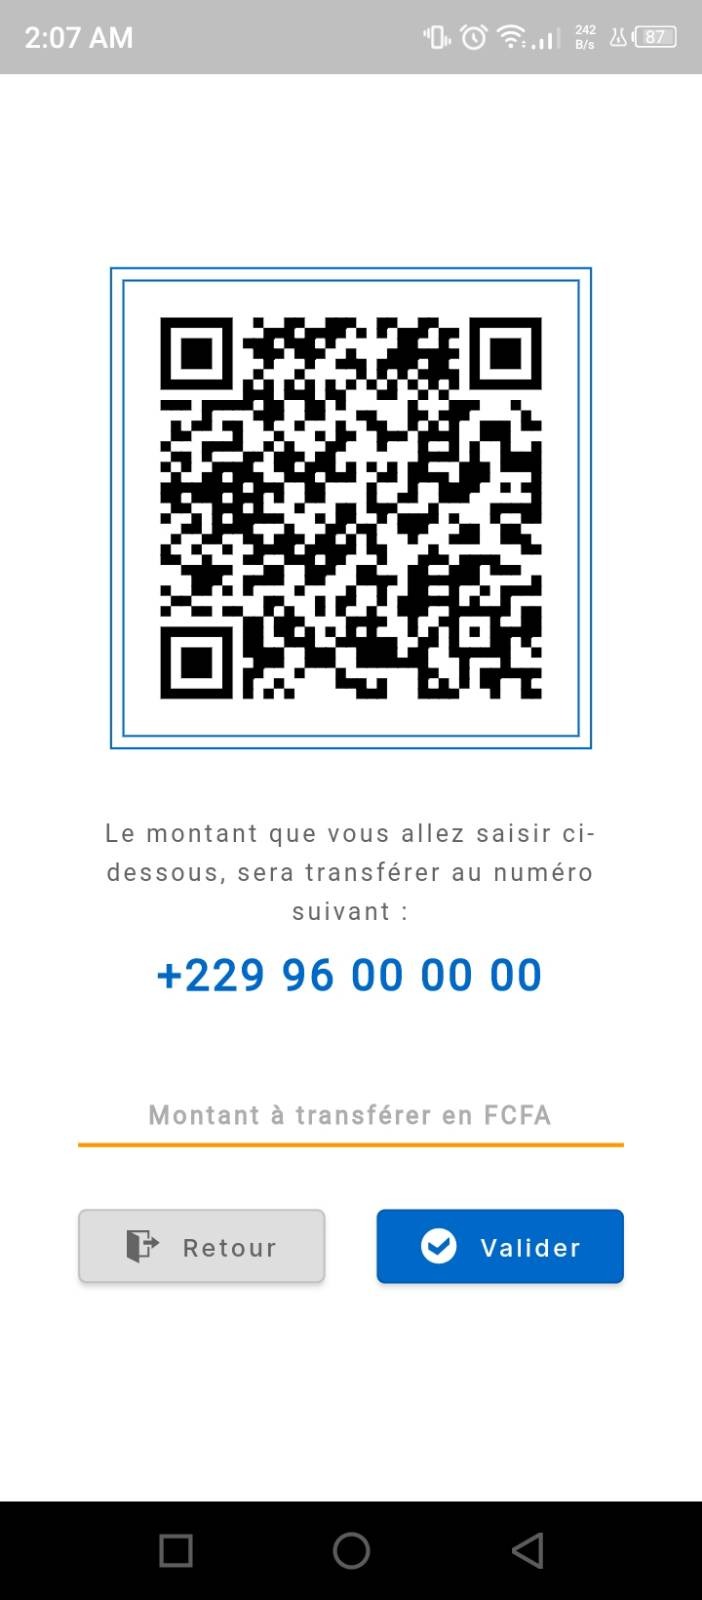 2:07 AM
242
B/s
87
Le montant que vous allez saisir ci-
dessous, sera transférer au numéro
suivant :
+229 96 00 00 00
Montant à transférer en FCFA
Retour
Valider